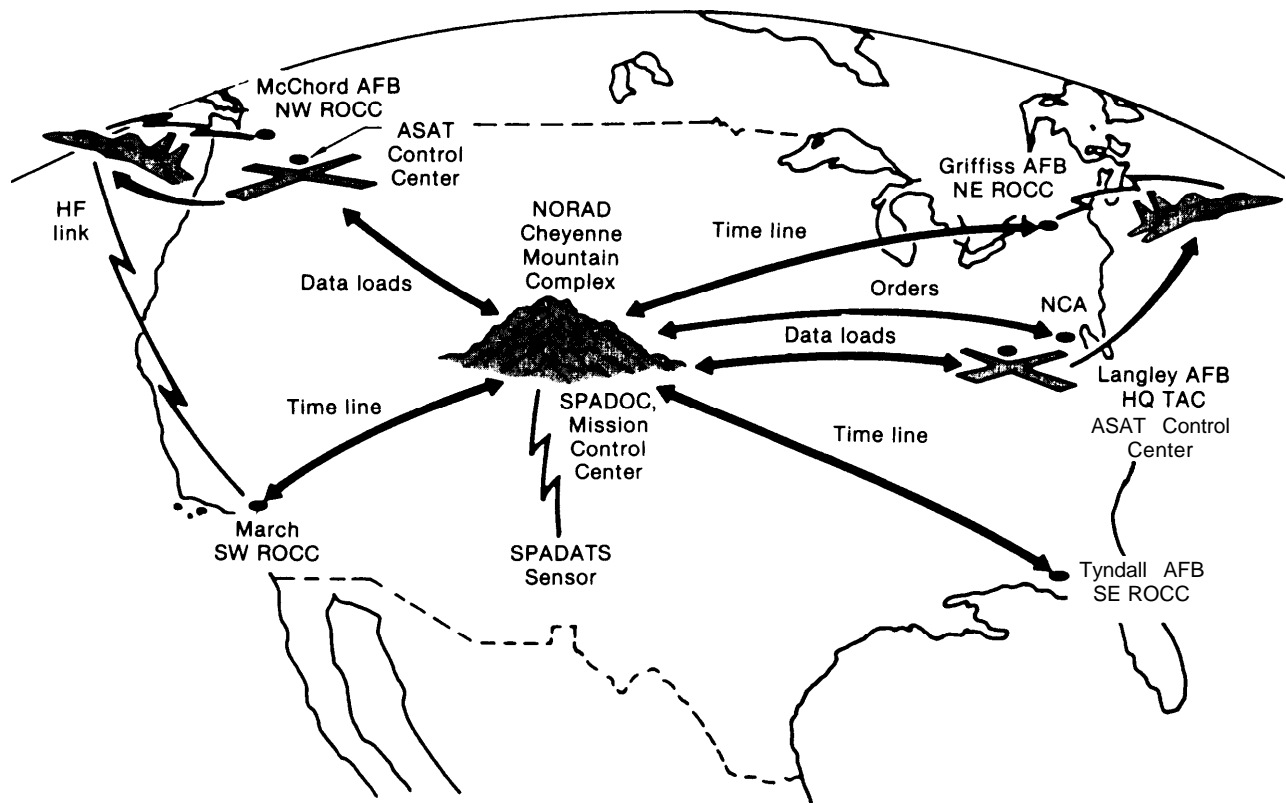 McChord AFB
NW ROCC
ASAT
Control
Center
HF
link
Data loads
NORAD
Cheyenne
Mountain
Complex
Time line
Griffiss AFB
NE ROCC
Orders
NCA
Data loads
Langley AFB
HQ TAC
ASAT Control
Center
Time line
SPADOC,
Mission
Control
Center
Time line
March
SW ROCC
SPADATS
Sensor
Tyndall AFB
SE ROCC